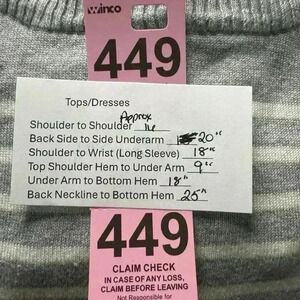 Winco
449
Tops/Dresses
Approx
Shoulder to Shoulder 16
Back Side to Side Underarm 20"
Shoulder to Wrist (Long Sleeve) 18"
Top Shoulder Hem to Under Arm 9"
Under Arm to Bottom Hem 18"
Back Neckline to Bottom Hem 25"
449
CLAIM CHECK
IN CASE OF ANY LOSS,
CLAIM BEFORE LEAVING
Not Responsible for